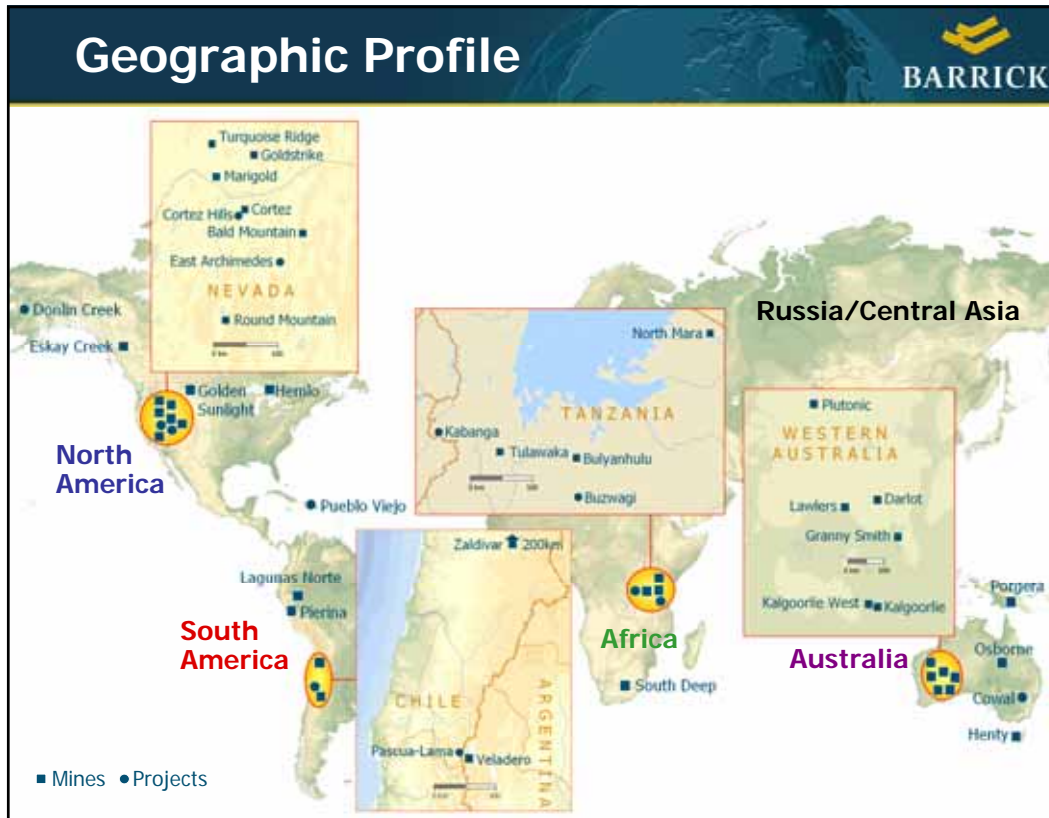 Geographic Profile
BARRICK
Turquoise Ridge
Goldstrike
Marigold
Cortez
Cortez Hills
Bald Mountain
East Archimedes
NEVADA
Round Mountain
Donlin Creek
Eskay Creek
Golden
Sunlight
Hemlo
North
America
Pueblo Viejo
North Mara
TANZANIA
Kabanga
Tulawaka
Bulyanhulu
Buzwagi
Russia/Central Asia
Plutonic
WESTERN
AUSTRALIA
Lawlers
Darlot
Granny Smith
Kalgoorlie West
Kalgoorlie
Zaldivar
200km
Lagunas Norte
Pierina
South
America
CHILE
ARGENTINA
Pascua-Lama
Veladero
Africa
South Deep
Australia
Porgera
Osborne
Cowal
Henty
Mines
Projects